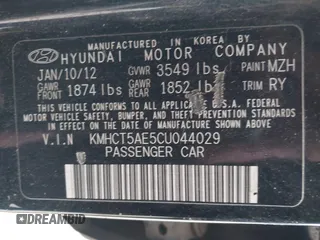 MANUFACTURED IN KOREA BY
HYUNDAI MOTOR COMPANY
JAN/10/12 GVWR 3549 lbs PAINT MZH
GAWR FRONT 1874 lbs GAWR REAR 1852 lbs TRIM RY
THIS VEHICLE CONFORMS TO ALL APPLICABLE
FEDERAL MOTOR VEHICLE SAFETY,
BUMPER, AND THEFT PREVENTION STANDARDS
IN EFFECT ON THE DATE OF MANUFACTURE SHOWN ABOVE.
V.I.N KMHCT5AE5CU044029
PASSENGER CAR
AUTOBIDMASTER